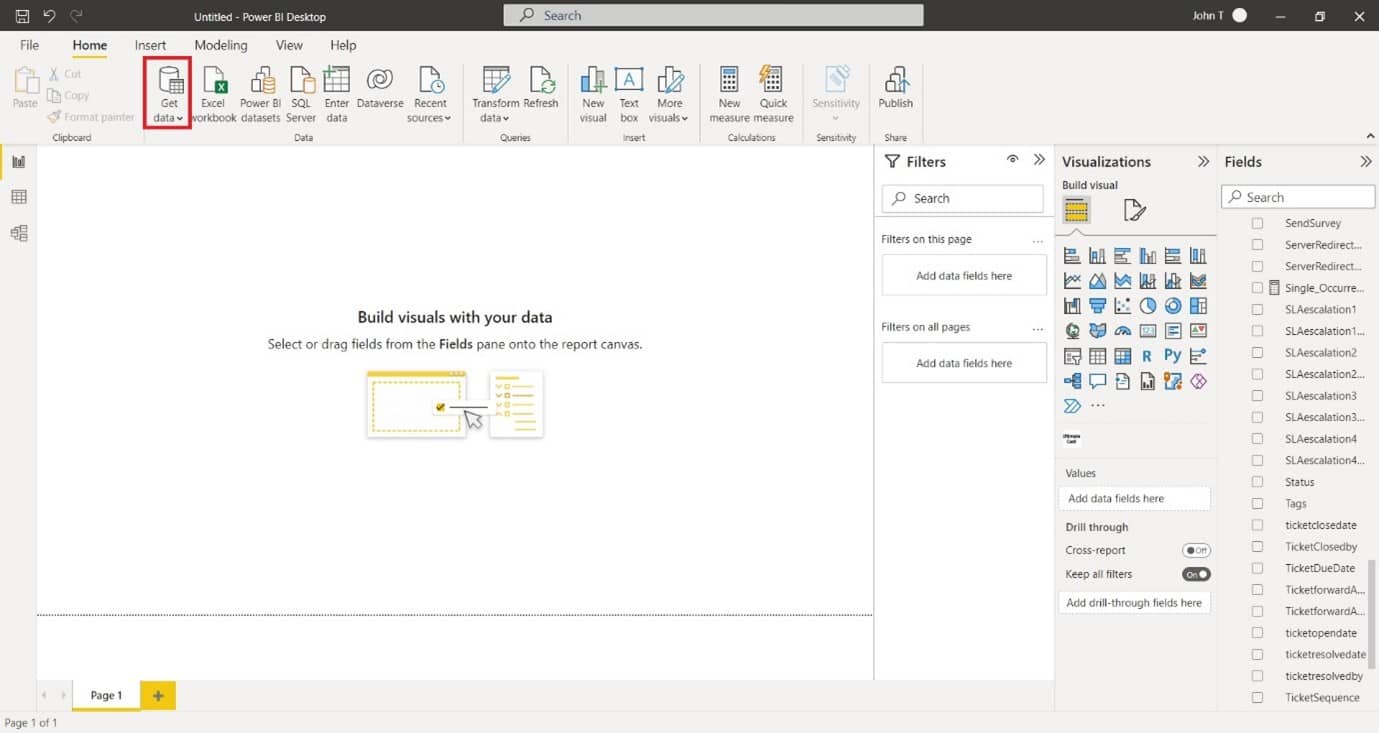 Untitled - Power BI Desktop
Search
John T
File Home Insert Modeling View Help
Paste
Cut
Copy
Format painter
Clipboard
Get data
Excel workbook
Power BI datasets
SQL Server
Enter data
Dataverse
Recent sources
Data
Transform data
Refresh
Queries
New visual
Text box
A
More visuals
Insert
New measure
Quick measure
Calculations
Sensitivity
Sensitivity
Publish
Share
Build visuals with your data
Select or drag fields from the Fields pane onto the report canvas.
Filters
Search
Filters on this page ...
Add data fields here
Filters on all pages ...
Add data fields here
Visualizations
Build visual
R Py
...
Values
Add data fields here
Drill through
Cross-report Off
Keep all filters On
Add drill-through fields here
Fields
Search
SendSurvey
ServerRedirect...
ServerRedirect...
Single_Occurre...
SLAescalation1
SLAescalation1...
SLAescalation2
SLAescalation2...
SLAescalation3
SLAescalation3...
SLAescalation4
SLAescalation4...
Status
Tags
ticketclosedate
TicketClosedby
TicketDueDate
TicketforwardA...
TicketforwardA...
ticketopendate
ticketresolvedate
ticketresolvedby
TicketSequence
Page 1
+
Page 1 of 1